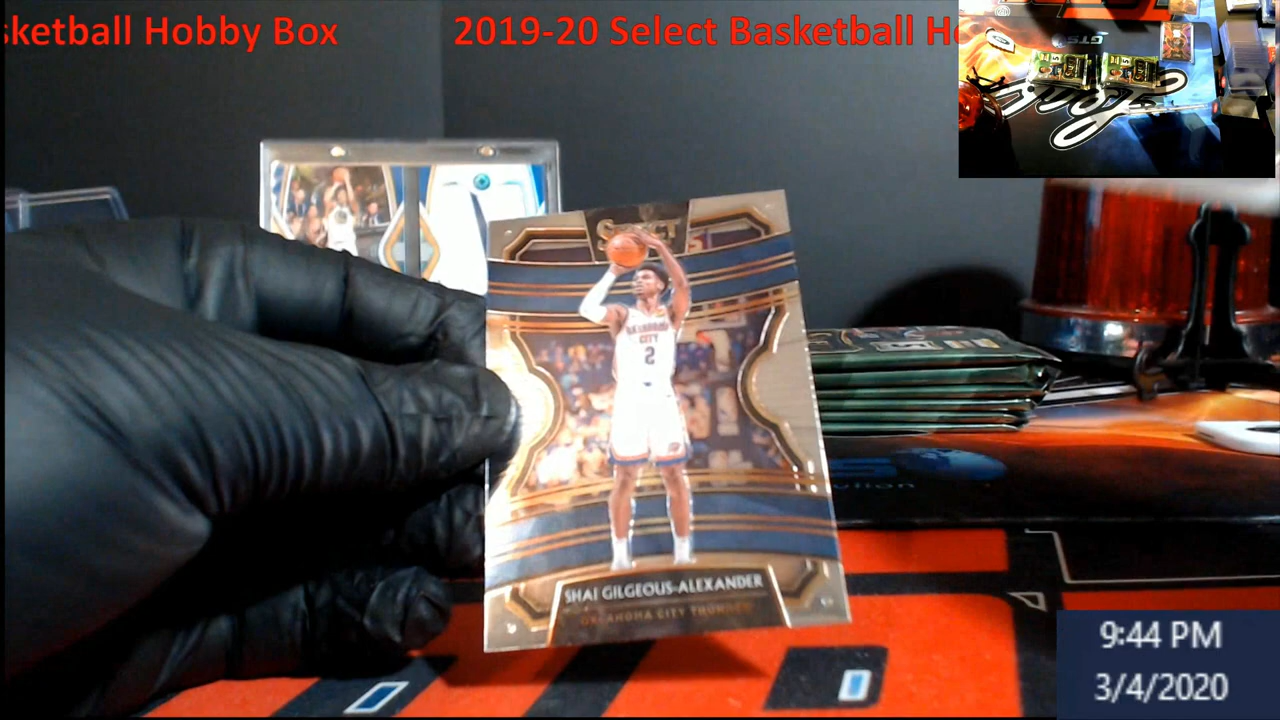 sketball Hobby Box
2019-20 Select Basketball H
SELECT
OKLAHOMA
CITY
2
SHAI GILGEOUS-ALEXANDER
OKLAHOMA CITY THUNDER
9:44 PM
3/4/2020